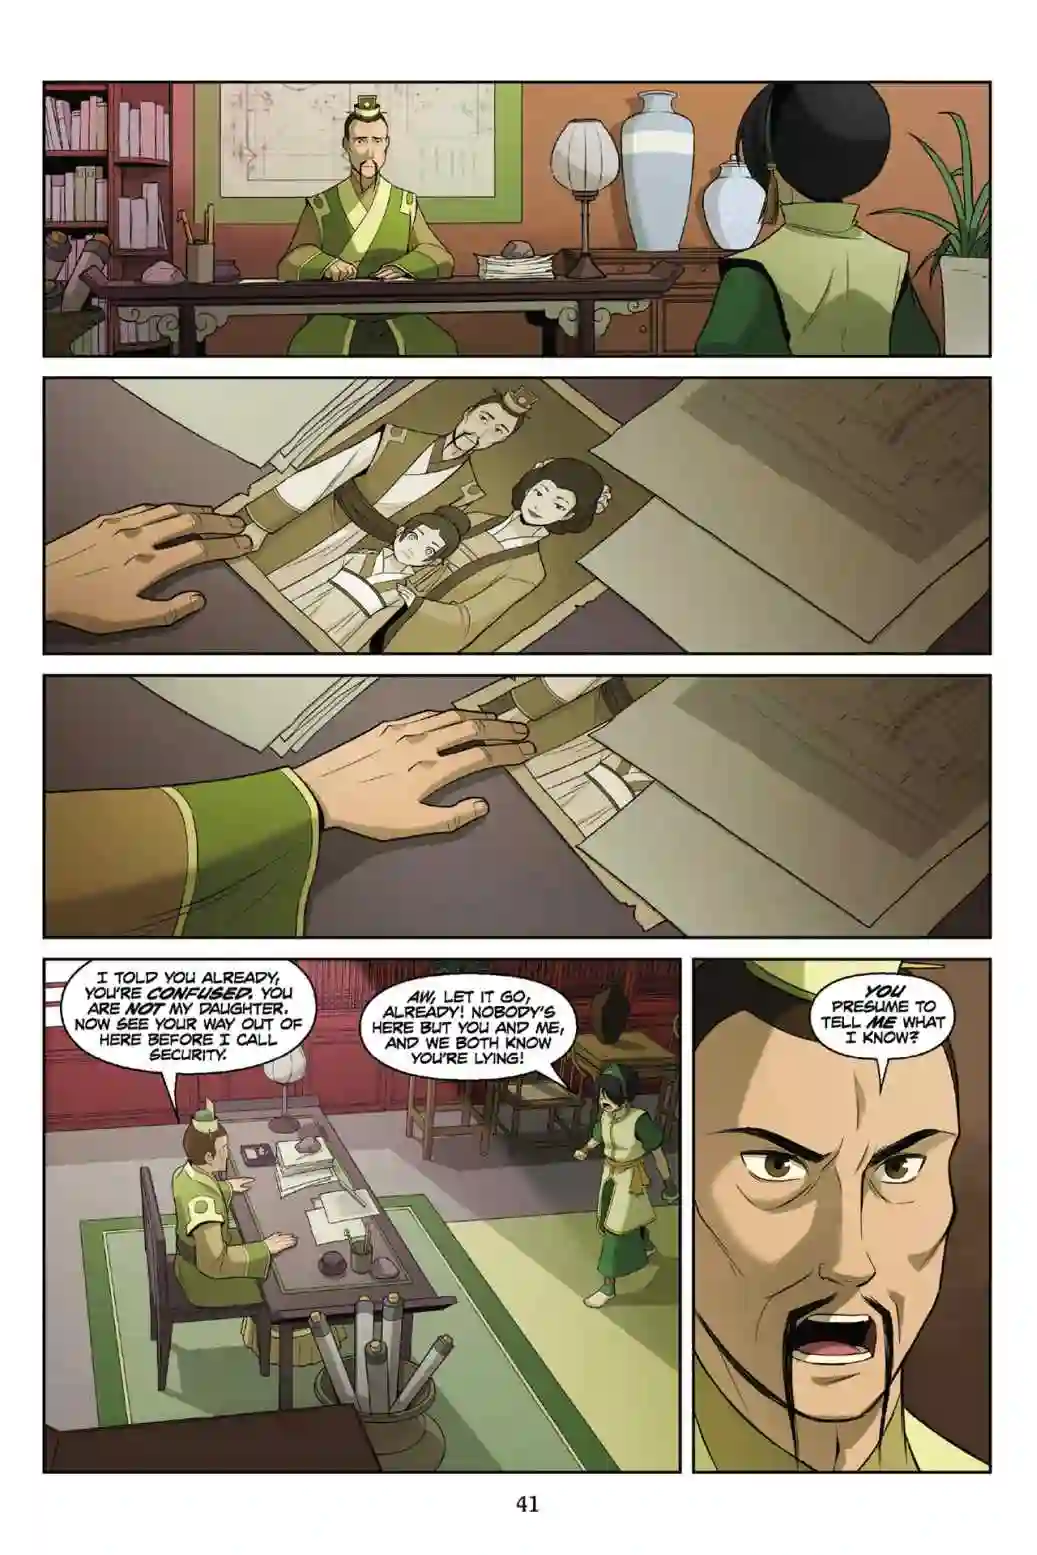 I TOLD YOU ALREADY,
YOU'RE CONFUSED. YOU
ARE NOT MY DAUGHTER.
NOW SEE YOUR WAY OUT OF
HERE BEFORE I CALL
SECURITY.
AW, LET IT GO,
ALREADY! NOBODY'S
HERE BUT YOU AND ME,
AND WE BOTH KNOW
YOU'RE LYING!
YOU
PRESUME TO
TELL ME WHAT
I KNOW?
41